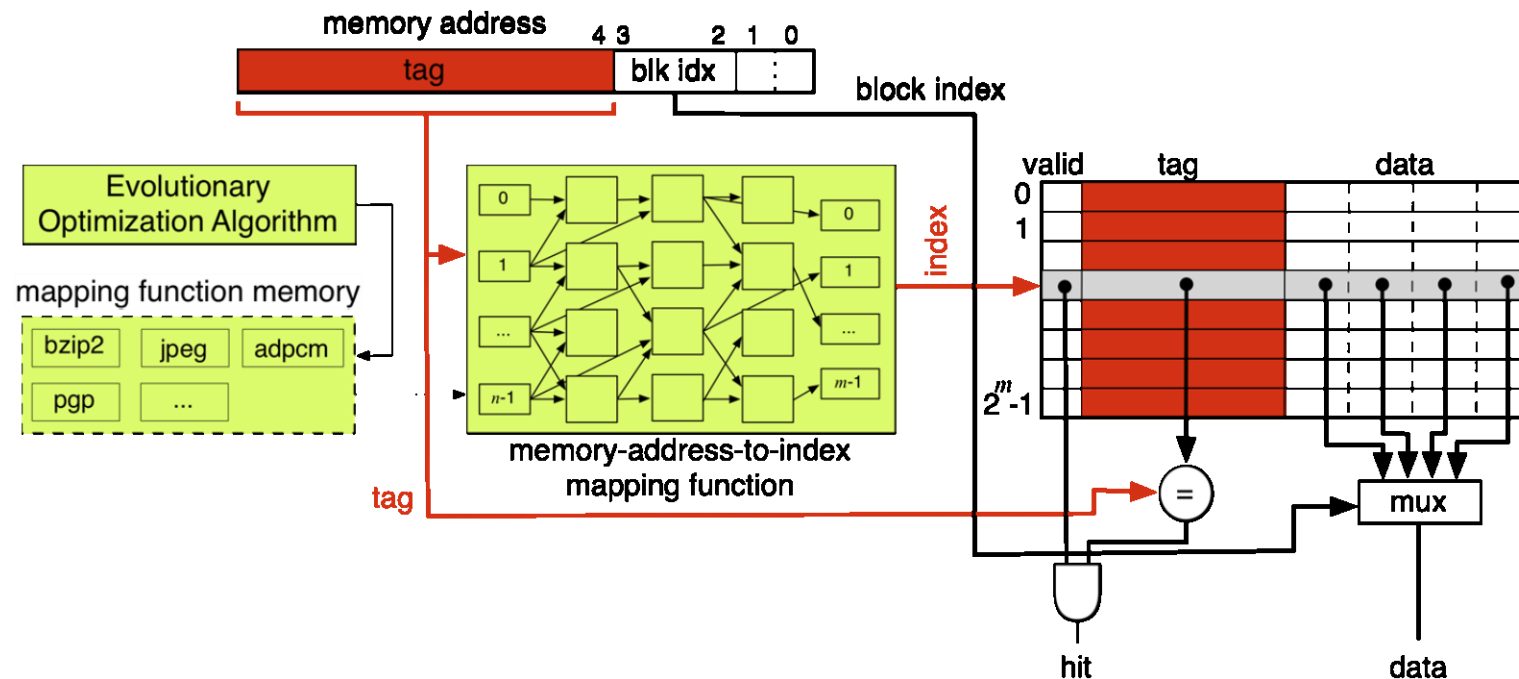 memory address
4 3 2 1 0
tag
blk idx
block index
Evolutionary
Optimization Algorithm
mapping function memory
bzip2
jpeg
adpcm
pgp
...
0
1
...
n-1
0
1
...
m-1
memory-address-to-index
mapping function
tag
index
valid
tag
data
0
1
2^m-1
=
mux
hit
data